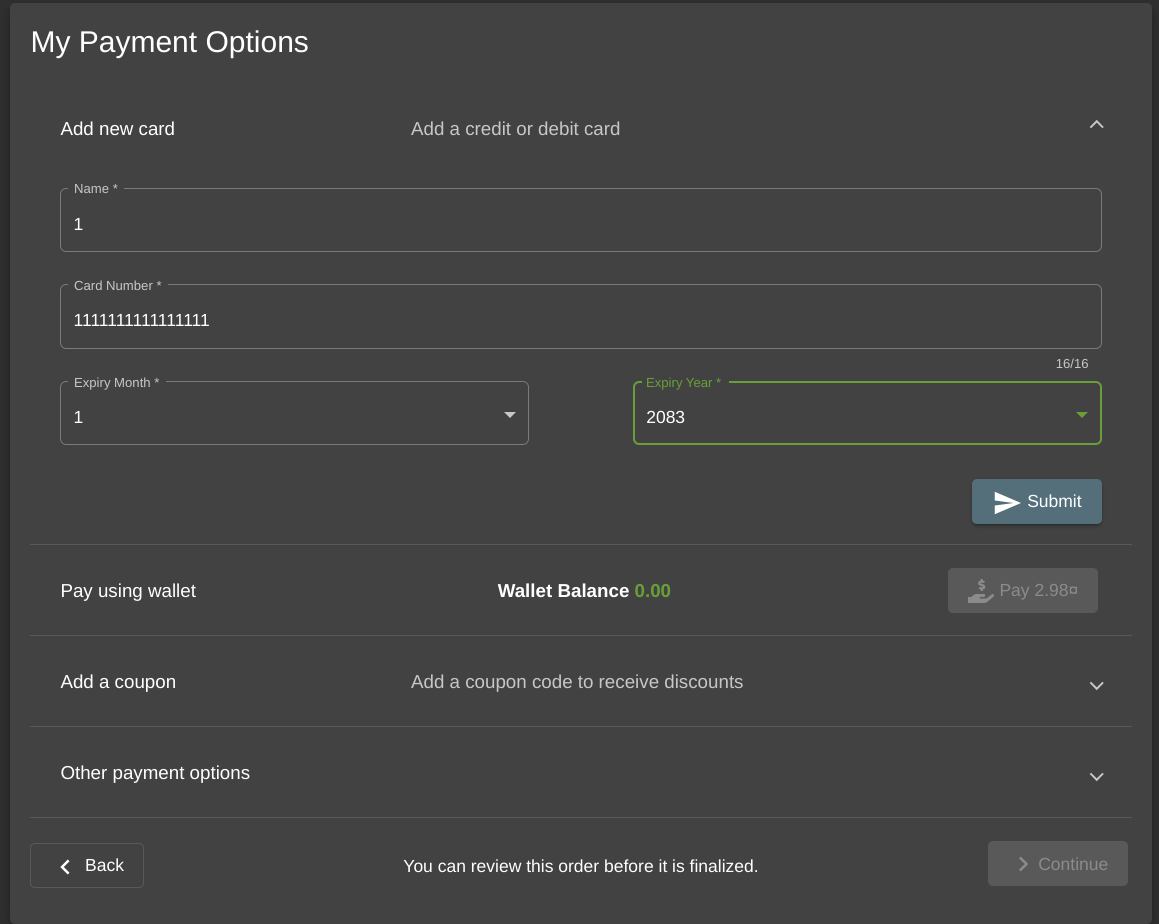 My Payment Options
Add new card Add a credit or debit card
Name *
1
Card Number *
1111111111111111
16/16
Expiry Month * Expiry Year *
1 2083
Submit
Pay using wallet Wallet Balance 0.00 Pay 2.98¤
Add a coupon Add a coupon code to receive discounts
Other payment options
Back You can review this order before it is finalized. Continue